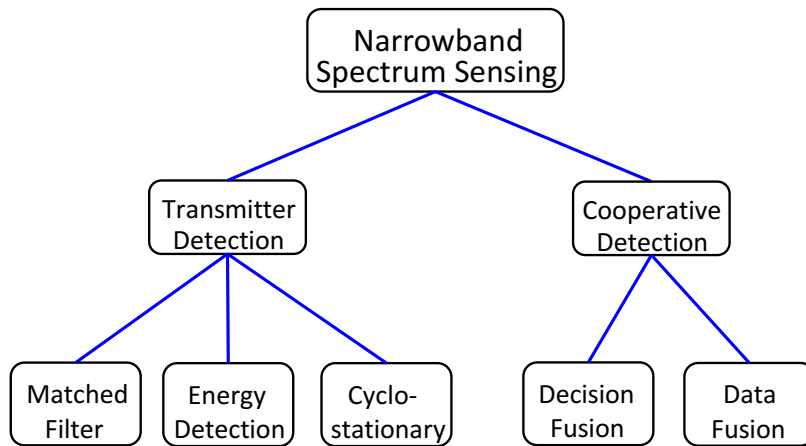 Narrowband
Spectrum Sensing
Transmitter
Detection
Cooperative
Detection
Matched
Filter
Energy
Detection
Cyclo-
stationary
Decision
Fusion
Data
Fusion